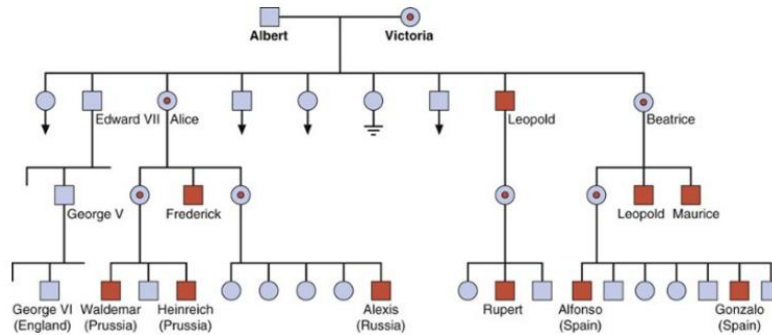 Albert
Victoria
Edward VII
Alice
Leopold
Beatrice
George V
Frederick
Leopold
Maurice
George VI
(England)
Waldemar
(Prussia)
Heinreich
(Prussia)
Alexis
(Russia)
Rupert
Alfonso
(Spain)
Gonzalo
(Spain)